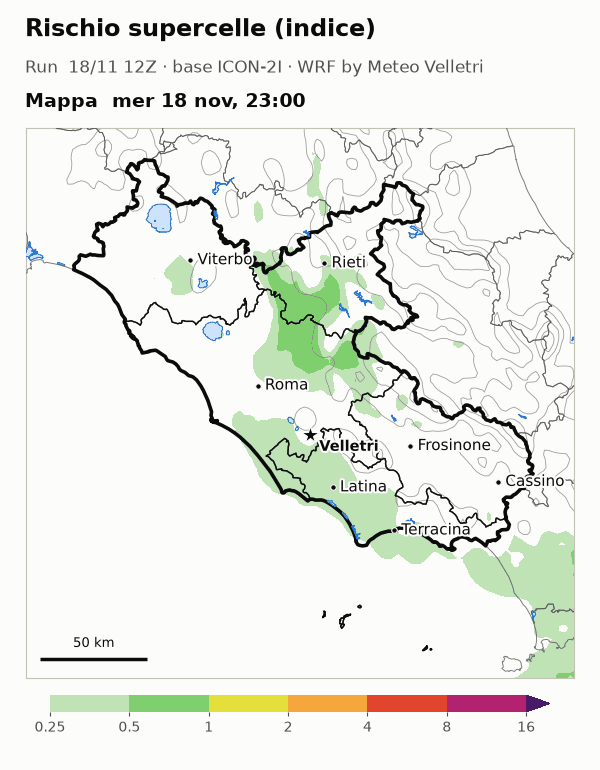 Rischio supercelle (indice)
Run  18/11 12Z · base ICON-2I · WRF by Meteo Velletri
Mappa  mer 18 nov, 23:00
Viterbo
Rieti
Roma
Velletri
Frosinone
Latina
Cassino
Terracina
50 km
0.25 0.5 1 2 4 8 16